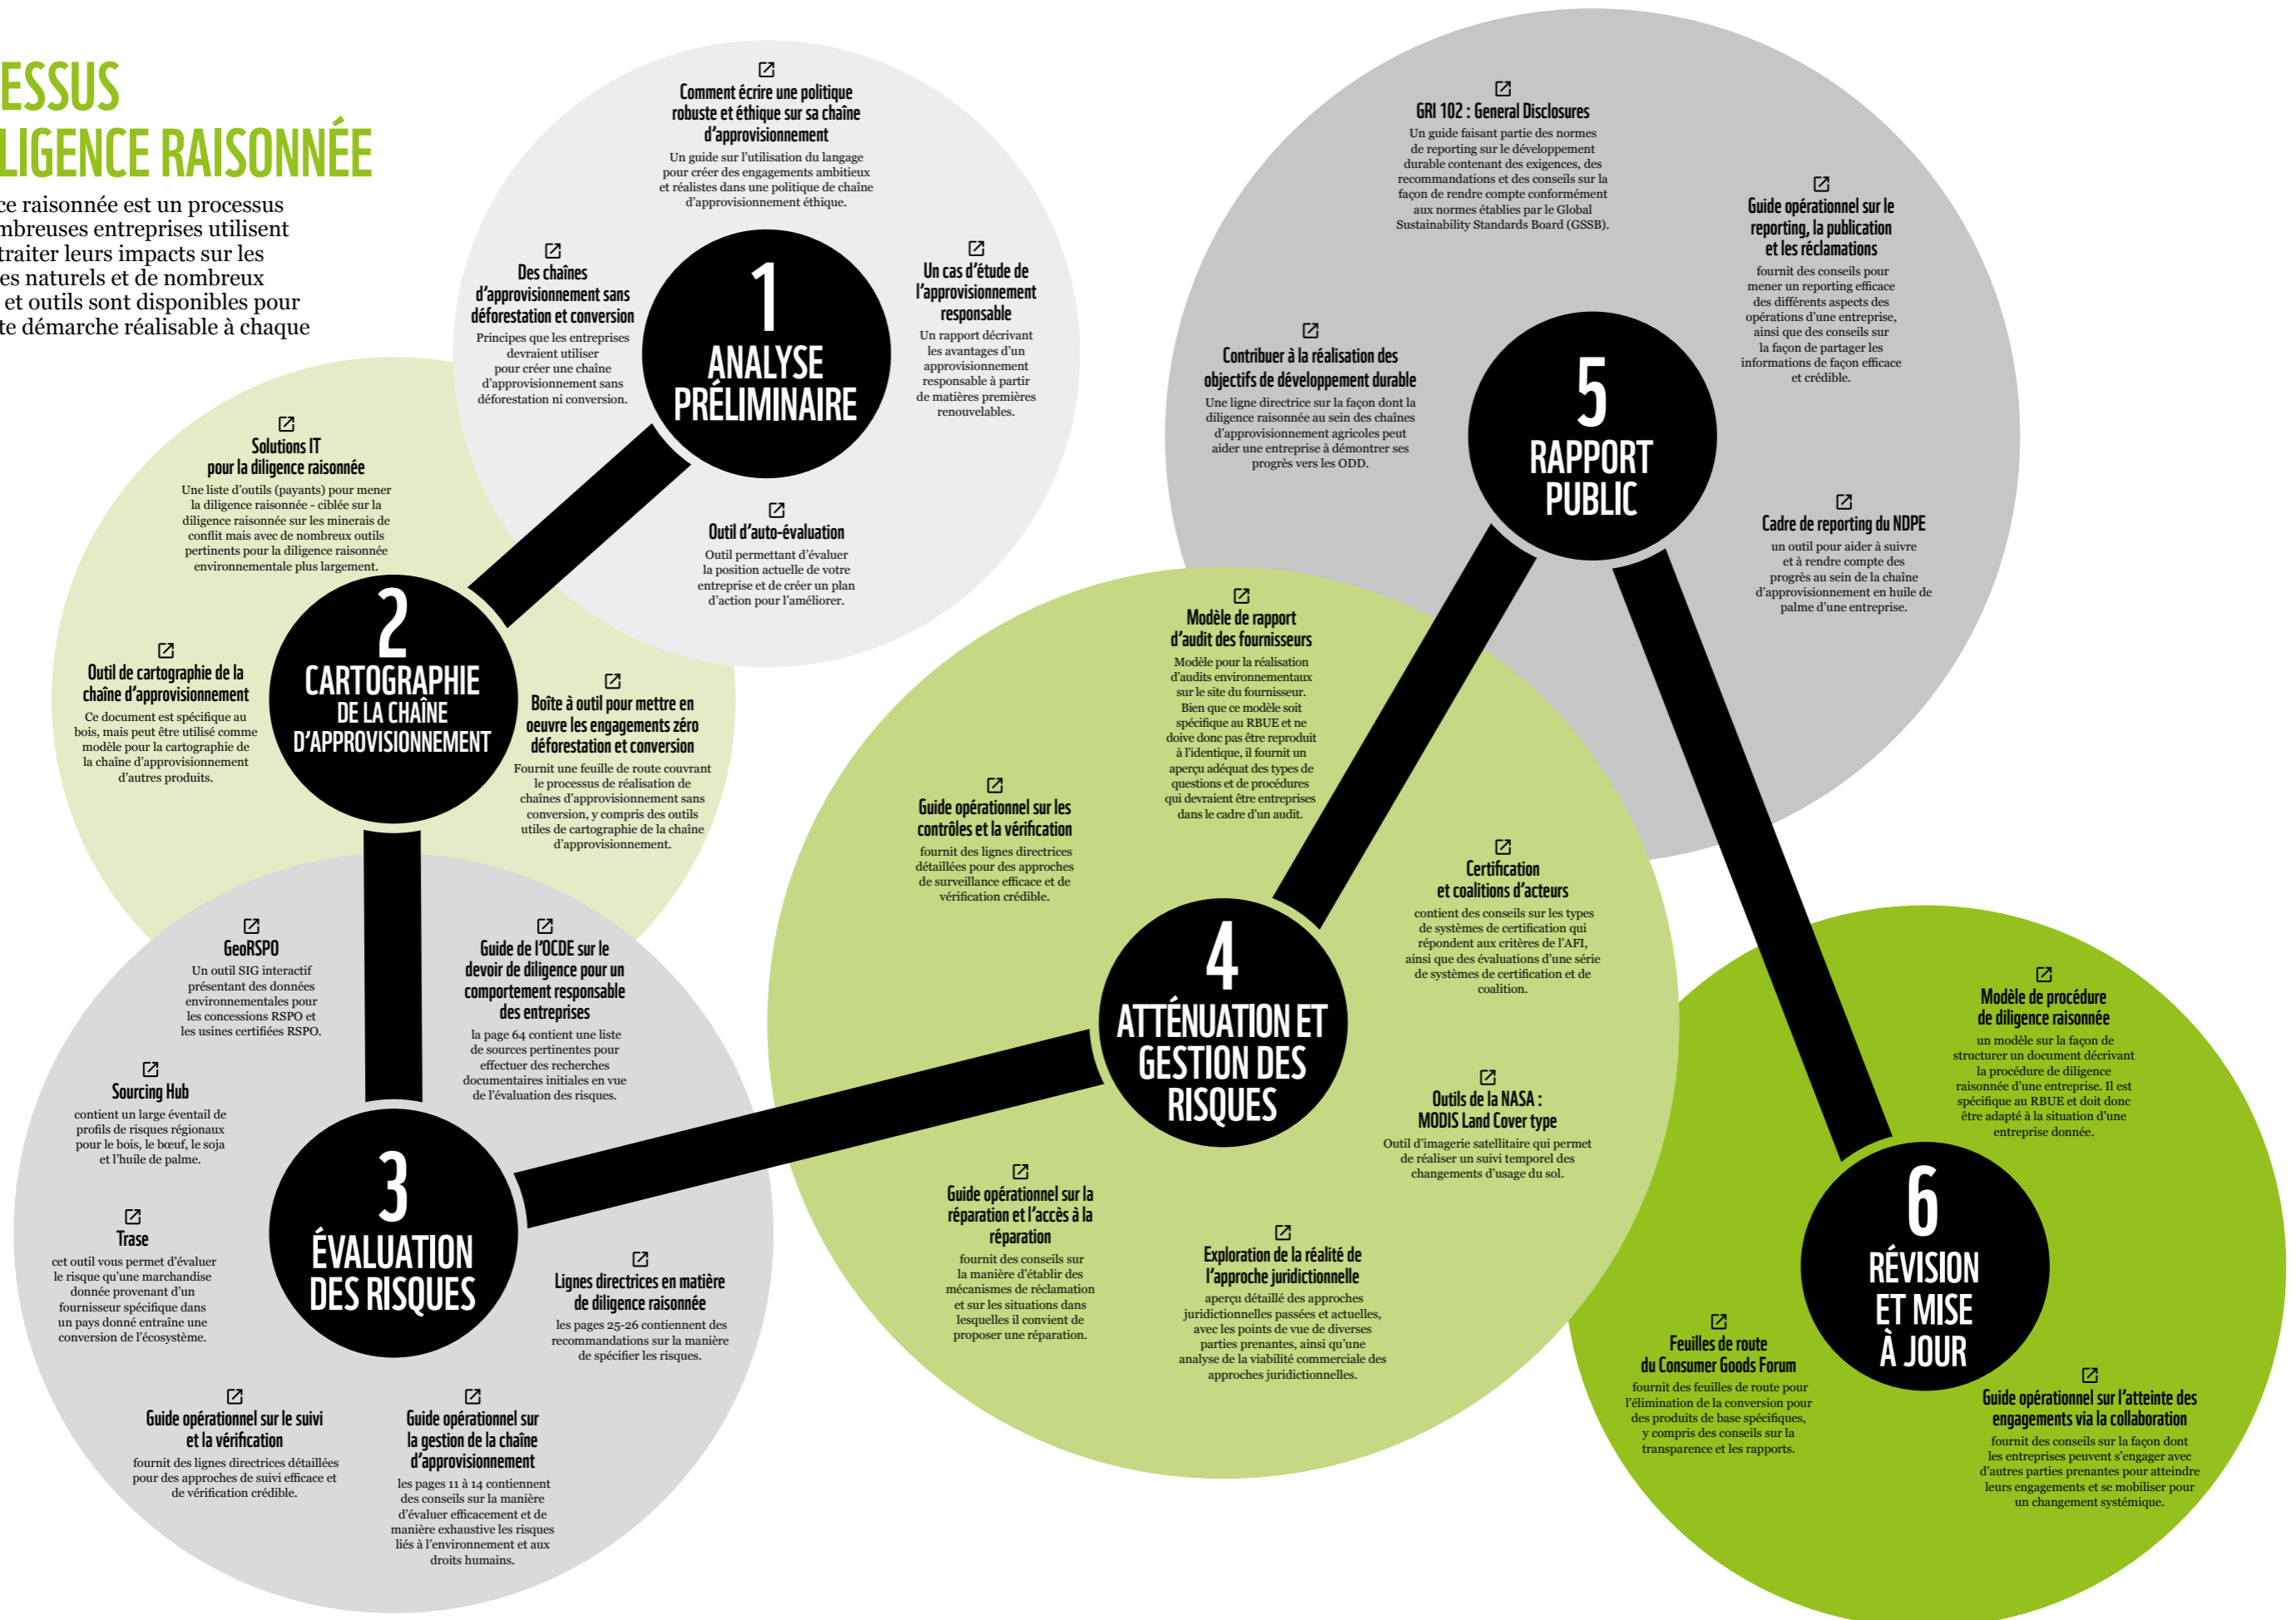 ESSUS
LIGENCE RAISONNÉE
ce raisonnée est un processus
mbreuses entreprises utilisent
traiter leurs impacts sur les
es naturels et de nombreux
et outils sont disponibles pour
te démarche réalisable à chaque
Comment écrire une politique
robuste et éthique sur sa chaîne
d'approvisionnement
Un guide sur l'utilisation du langage
pour créer des engagements ambitieux
et réalistes dans une politique de chaîne
d'approvisionnement éthique.
Des chaînes
d'approvisionnement sans
déforestation et conversion
Principes que les entreprises
devraient utiliser
pour créer une chaîne
d'approvisionnement sans
déforestation ni conversion.
1
ANALYSE
PRÉLIMINAIRE
Un cas d'étude de
l'approvisionnement
responsable
Un rapport décrivant
les avantages d'un
approvisionnement
responsable à partir
de matières premières
renouvelables.
Outil d'auto-évaluation
Outil permettant d'évaluer
la position actuelle de votre
entreprise et de créer un plan
d'action pour l'améliorer.
Solutions IT
pour la diligence raisonnée
Une liste d'outils (payants) pour mener
la diligence raisonnée - ciblée sur la
diligence raisonnée sur les minerais de
conflit mais avec de nombreux outils
pertinents pour la diligence raisonnée
environnementale plus largement.
Outil de cartographie de la
chaîne d'approvisionnement
Ce document est spécifique au
bois, mais peut être utilisé comme
modèle pour la cartographie de
la chaîne d'approvisionnement
d'autres produits.
2
CARTOGRAPHIE
DE LA CHAÎNE
D'APPROVISIONNEMENT
Boîte à outil pour mettre en
oeuvre les engagements zéro
déforestation et conversion
Fournit une feuille de route couvrant
le processus de réalisation de
chaînes d'approvisionnement sans
conversion, y compris des outils
utiles de cartographie de la chaîne
d'approvisionnement.
GeoRSPO
Un outil SIG interactif
présentant des données
environnementales pour
les concessions RSPO et
les usines certifiées RSPO.
Guide de l'OCDE sur le
devoir de diligence pour un
comportement responsable
des entreprises
la page 64 contient une liste
de sources pertinentes pour
effectuer des recherches
documentaires initiales en vue
de l'évaluation des risques.
Sourcing Hub
contient un large éventail de
profils de risques régionaux
pour le bois, le bœuf, le soja
et l'huile de palme.
Trase
cet outil vous permet d'évaluer
le risque qu'une marchandise
donnée provenant d'un
fournisseur spécifique dans
un pays donné entraîne une
conversion de l'écosystème.
3
ÉVALUATION
DES RISQUES
Lignes directrices en matière
de diligence raisonnée
les pages 25-26 contiennent des
recommandations sur la manière
de spécifier les risques.
Guide opérationnel sur le suivi
et la vérification
fournit des lignes directrices détaillées
pour des approches de suivi efficace et
de vérification crédible.
Guide opérationnel sur
la gestion de la chaîne
d'approvisionnement
les pages 11 à 14 contiennent
des conseils sur la manière
d'évaluer efficacement et de
manière exhaustive les risques
liés à l'environnement et aux
droits humains.
Modèle de rapport
d'audit des fournisseurs
Modèle pour la réalisation
d'audits environnementaux
sur le site du fournisseur.
Bien que ce modèle soit
spécifique au RBUE et ne
doive donc pas être reproduit
à l'identique, il fournit un
aperçu adéquat des types de
questions et de procédures
qui devraient être entreprises
dans le cadre d'un audit.
Guide opérationnel sur les
contrôles et la vérification
fournit des lignes directrices
détaillées pour des approches
de surveillance efficace et de
vérification crédible.
Certification
et coalitions d'acteurs
contient des conseils sur les types
de systèmes de certification qui
répondent aux critères de l'AFI,
ainsi que des évaluations d'une série
de systèmes de certification et de
coalition.
4
ATTÉNUATION ET
GESTION DES
RISQUES
Outils de la NASA :
MODIS Land Cover type
Outil d'imagerie satellitaire qui permet
de réaliser un suivi temporel des
changements d'usage du sol.
Guide opérationnel sur la
réparation et l'accès à la
réparation
fournit des conseils sur
la manière d'établir des
mécanismes de réclamation
et sur les situations dans
lesquelles il convient de
proposer une réparation.
Exploration de la réalité de
l'approche juridictionnelle
aperçu détaillé des approches
juridictionnelles passées et actuelles,
avec les points de vue de diverses
parties prenantes, ainsi qu'une
analyse de la viabilité commerciale des
approches juridictionnelles.
GRI 102 : General Disclosures
Un guide faisant partie des normes
de reporting sur le développement
durable contenant des exigences, des
recommandations et des conseils sur la
façon de rendre compte conformément
aux normes établies par le Global
Sustainability Standards Board (GSSB).
Guide opérationnel sur le
reporting, la publication
et les réclamations
fournit des conseils pour
mener un reporting efficace
des différents aspects des
opérations d'une entreprise,
ainsi que des conseils sur
la façon de partager les
informations de façon efficace
et crédible.
Contribuer à la réalisation des
objectifs de développement durable
Une ligne directrice sur la façon dont la
diligence raisonnée au sein des chaînes
d'approvisionnement agricoles peut
aider une entreprise à démontrer ses
progrès vers les ODD.
5
RAPPORT
PUBLIC
Cadre de reporting du NDPE
un outil pour aider à suivre
et à rendre compte des
progrès au sein de la chaîne
d'approvisionnement en huile de
palme d'une entreprise.
Modèle de procédure
de diligence raisonnée
un modèle sur la façon de
structurer un document décrivant
la procédure de diligence
raisonnée d'une entreprise. Il est
spécifique au RBUE et doit donc
être adapté à la situation d'une
entreprise donnée.
6
RÉVISION
ET MISE
À JOUR
Feuilles de route
du Consumer Goods Forum
fournit des feuilles de route pour
l'élimination de la conversion pour
des produits de base spécifiques,
y compris des conseils sur la
transparence et les rapports.
Guide opérationnel sur l'atteinte des
engagements via la collaboration
fournit des conseils sur la façon dont
les entreprises peuvent s'engager avec
d'autres parties prenantes pour atteindre
leurs engagements et se mobiliser pour
un changement systémique.